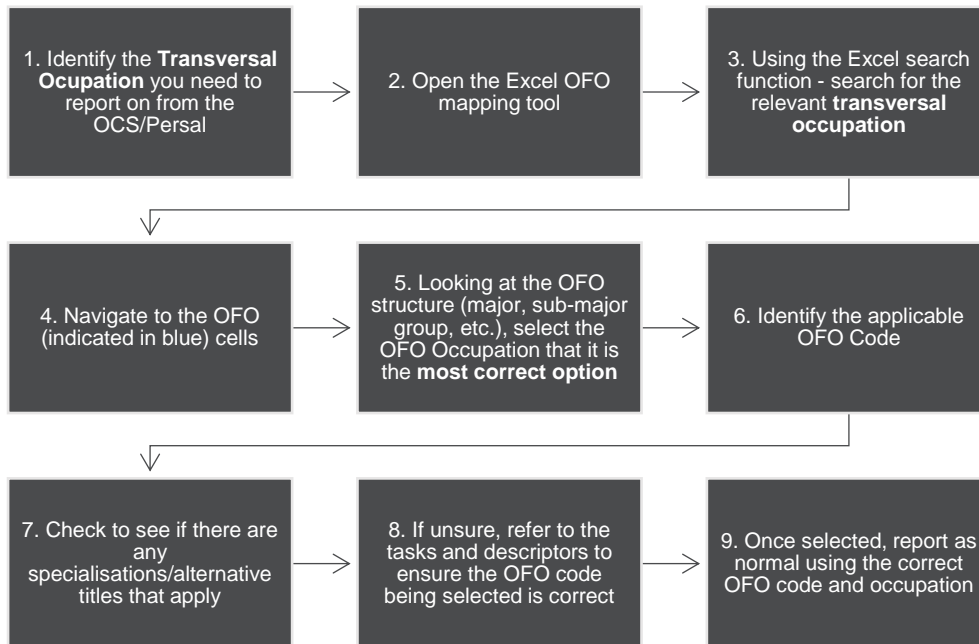 1. Identify the Transversal
Ocupation you need to
report on from the
OCS/Persal
2. Open the Excel OFO
mapping tool
3. Using the Excel search
function - search for the
relevant transversal
occupation
4. Navigate to the OFO
(indicated in blue) cells
5. Looking at the OFO
structure (major, sub-major
group, etc.), select the
OFO Occupation that it is
the most correct option
6. Identify the applicable
OFO Code
7. Check to see if there are
any
specialisations/alternative
titles that apply
8. If unsure, refer to the
tasks and descriptors to
ensure the OFO code
being selected is correct
9. Once selected, report as
normal using the correct
OFO code and occupation